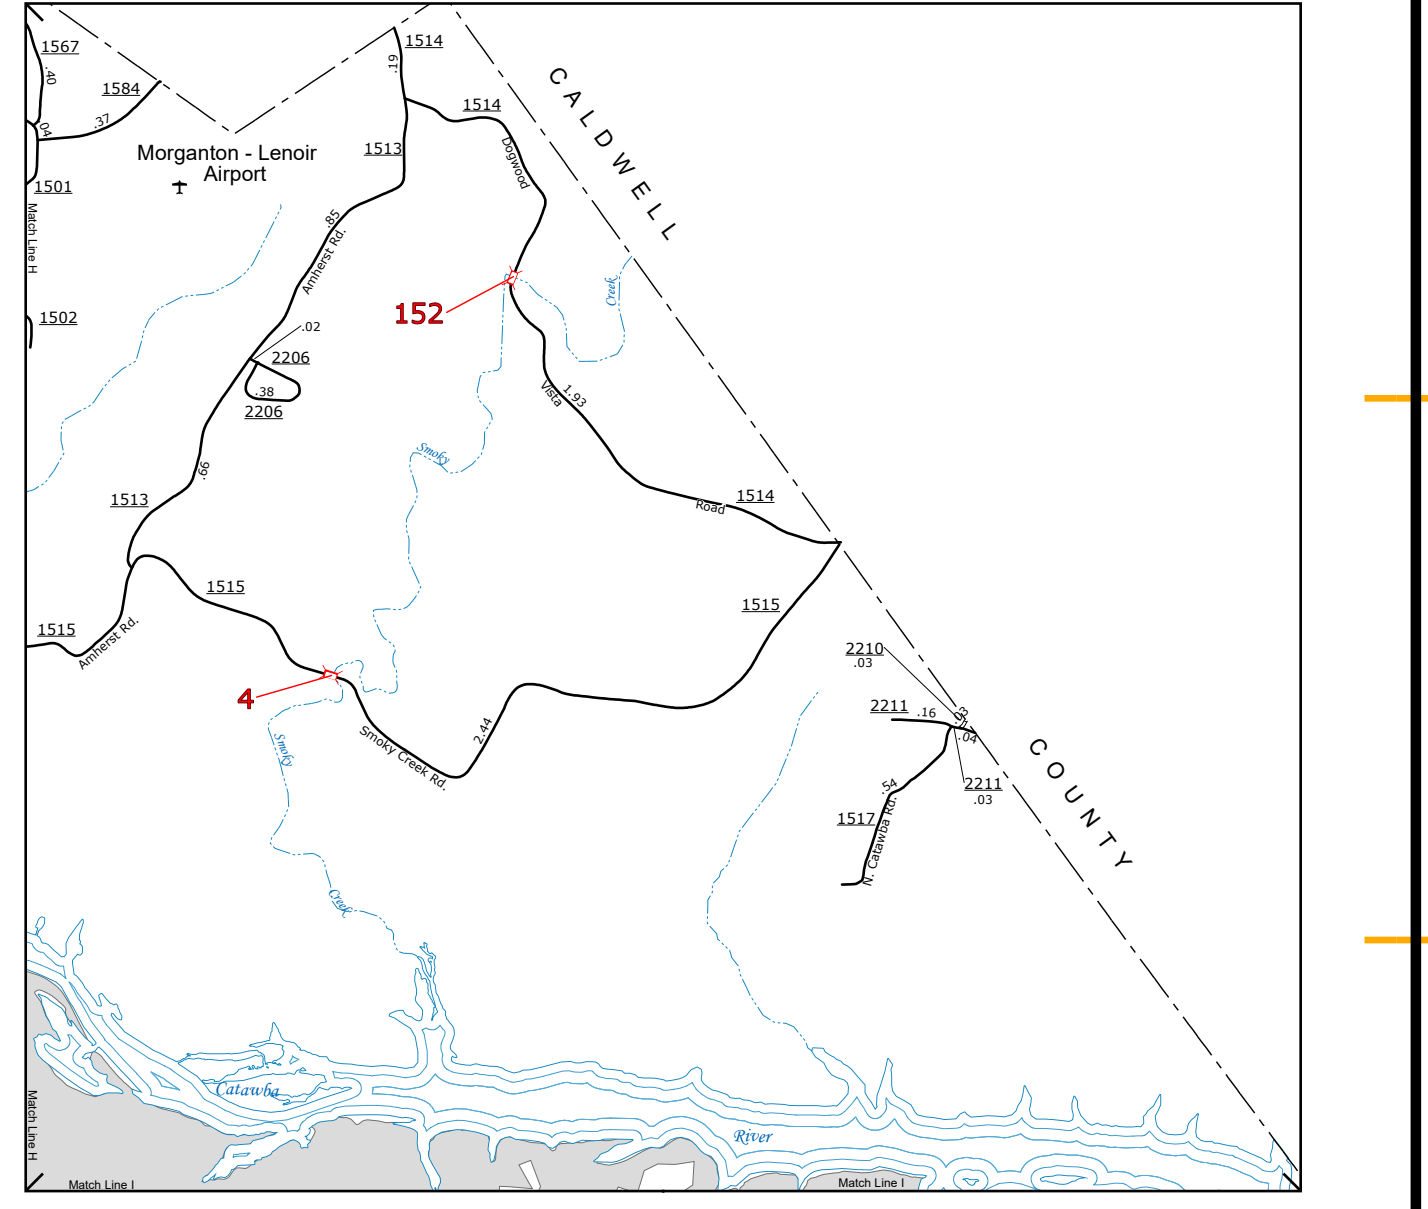 1567
.40
1584
.37
.04
1501
Match Line H
1502
Morganton - Lenoir
Airport
1514
.19
1514
1513
Dogwood
.85
Amherst Rd.
CALDWELL
Creek
152
.02
2206
.38
2206
Vista
1.93
Smoky
.66
1513
1514
Road
1515
1515
1515
Amherst Rd.
4
Smoky
Smoky Creek Rd.
2.44
2210
.03
2211
.16
.03
.04
2211
.03
.54
1517
N. Catawba Rd.
COUNTY
Creek
Catawba
River
Match Line H
Match Line I
Match Line I